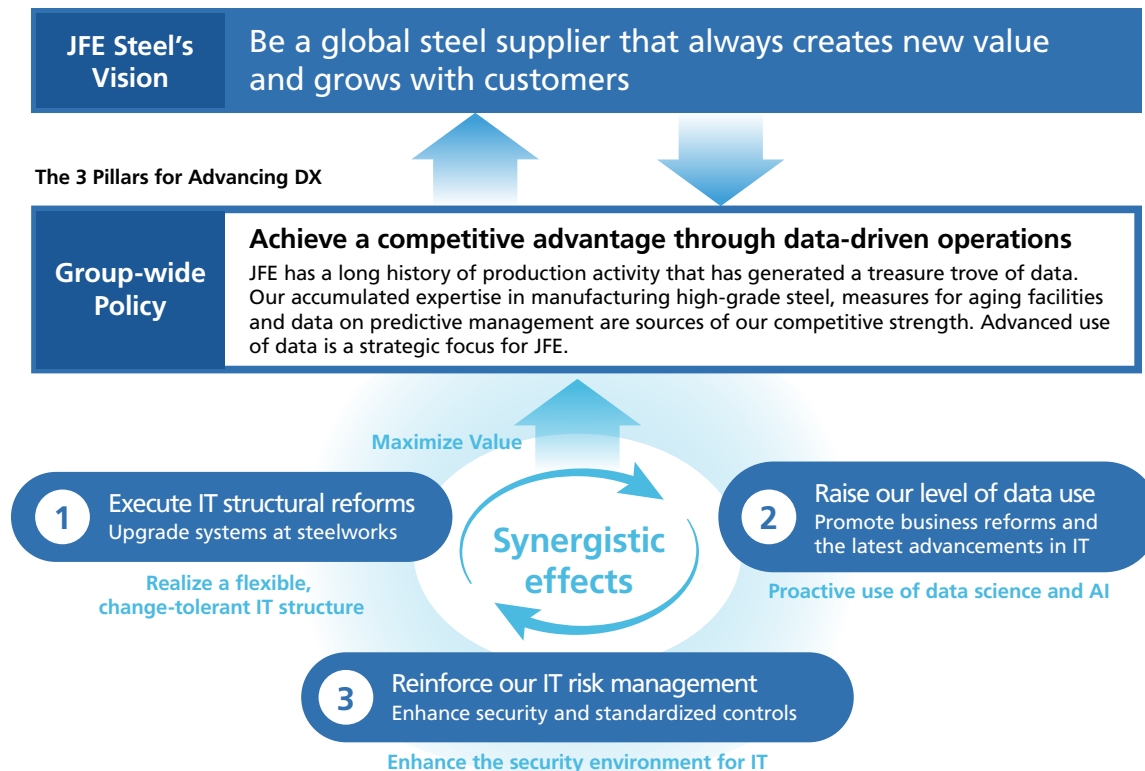 JFE Steel's
Vision
Be a global steel supplier that always creates new value
and grows with customers
The 3 Pillars for Advancing DX
Group-wide
Policy
Achieve a competitive advantage through data-driven operations
JFE has a long history of production activity that has generated a treasure trove of data.
Our accumulated expertise in manufacturing high-grade steel, measures for aging facilities
and data on predictive management are sources of our competitive strength. Advanced use
of data is a strategic focus for JFE.
Maximize Value
1
Execute IT structural reforms
Upgrade systems at steelworks
Realize a flexible,
change-tolerant IT structure
Synergistic
effects
2
Raise our level of data use
Promote business reforms and
the latest advancements in IT
Proactive use of data science and AI
3
Reinforce our IT risk management
Enhance security and standardized controls
Enhance the security environment for IT